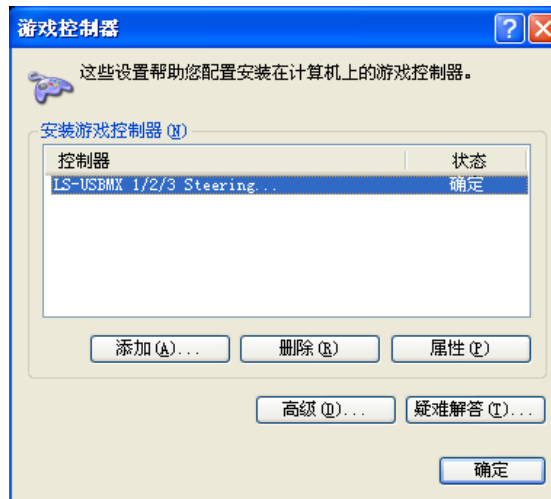 游戏控制器
这些设置帮助您配置安装在计算机上的游戏控制器。
安装游戏控制器(N)
控制器 状态
LS-USBMX 1/2/3 Steering... 确定
添加(A)... 删除(R) 属性(P)
高级(D)... 疑难解答(T)...
确定